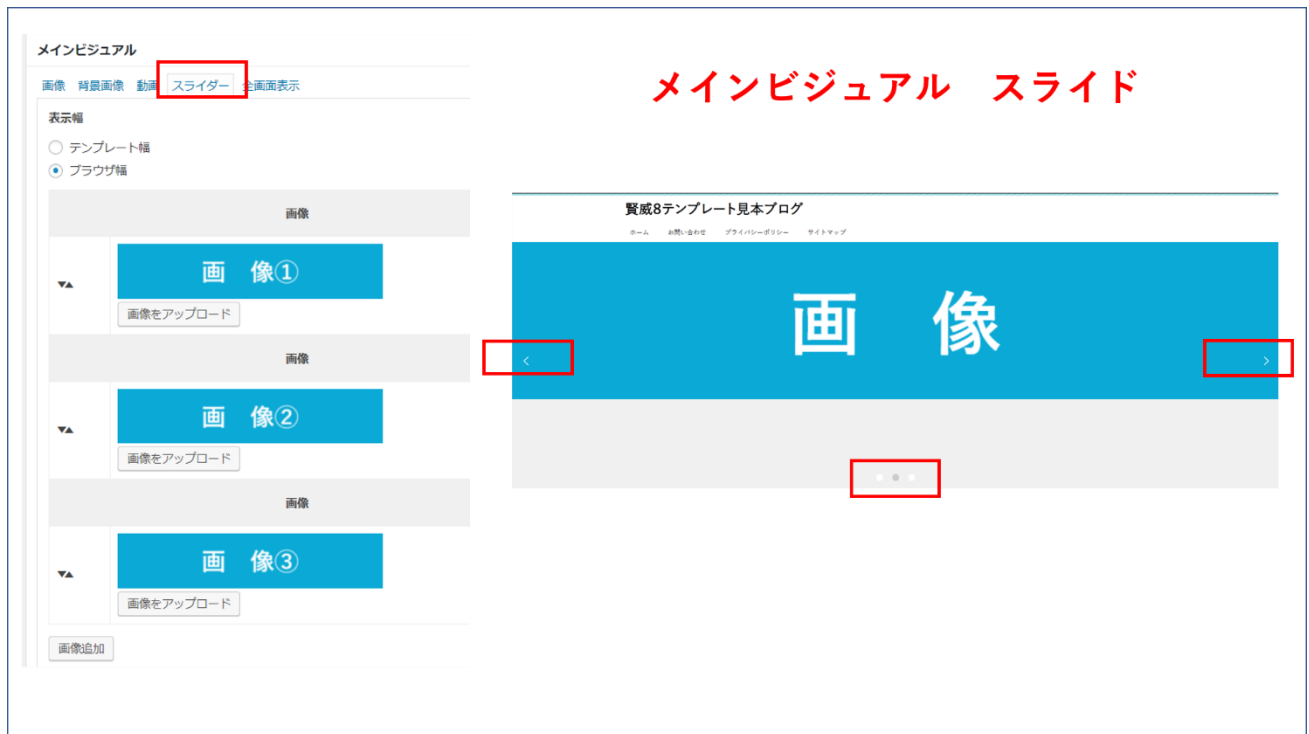 メインビジュアル
画像 背景画像 動画 スライダー 全画面表示
表示幅
テンプレート幅
ブラウザ幅
画像
画 像①
画像をアップロード
画像
画 像②
画像をアップロード
画像
画 像③
画像をアップロード
画像追加
メインビジュアル スライド
賢威8テンプレート見本ブログ
ホーム お問い合わせ プライバシーポリシー サイトマップ
画 像